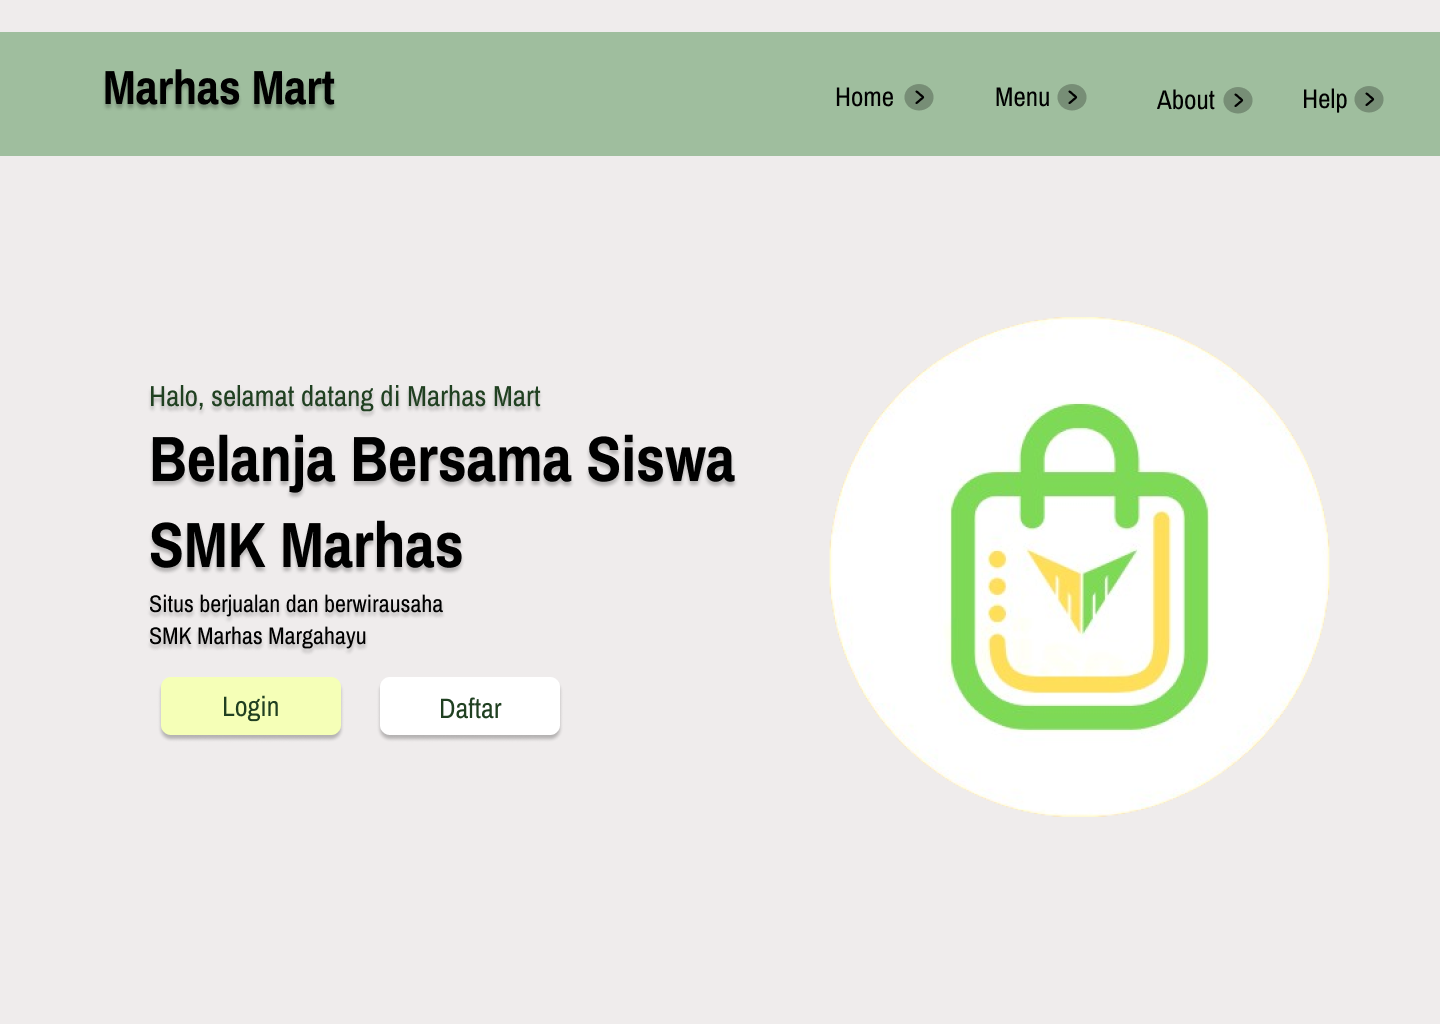 Marhas Mart
Home
Menu
About
Help
Halo, selamat datang di Marhas Mart
Belanja Bersama Siswa
SMK Marhas
Situs berjualan dan berwirausaha
SMK Marhas Margahayu
Login
Daftar